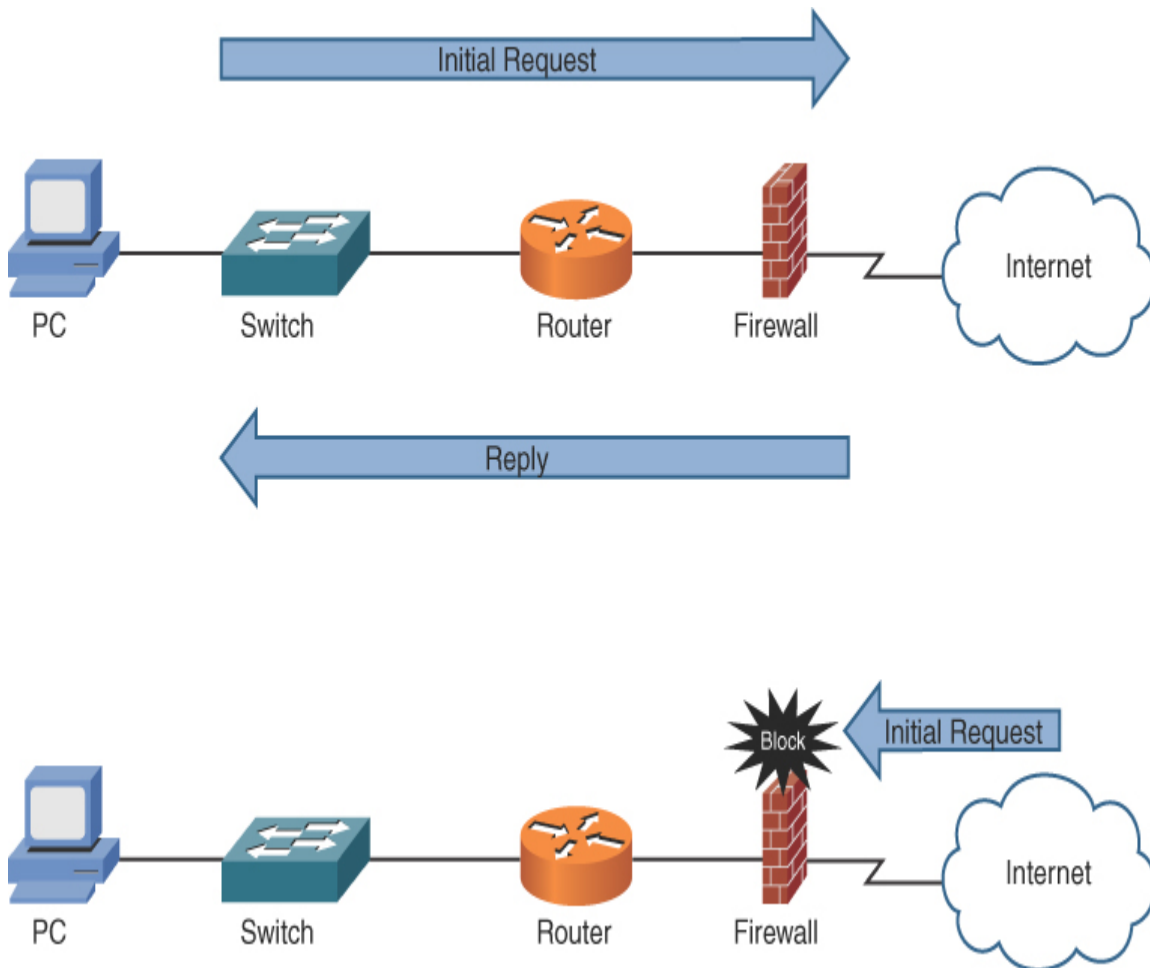 Initial Request
PC
Switch
Router
Firewall
Internet
Reply
Block
Initial Request
PC
Switch
Router
Firewall
Internet